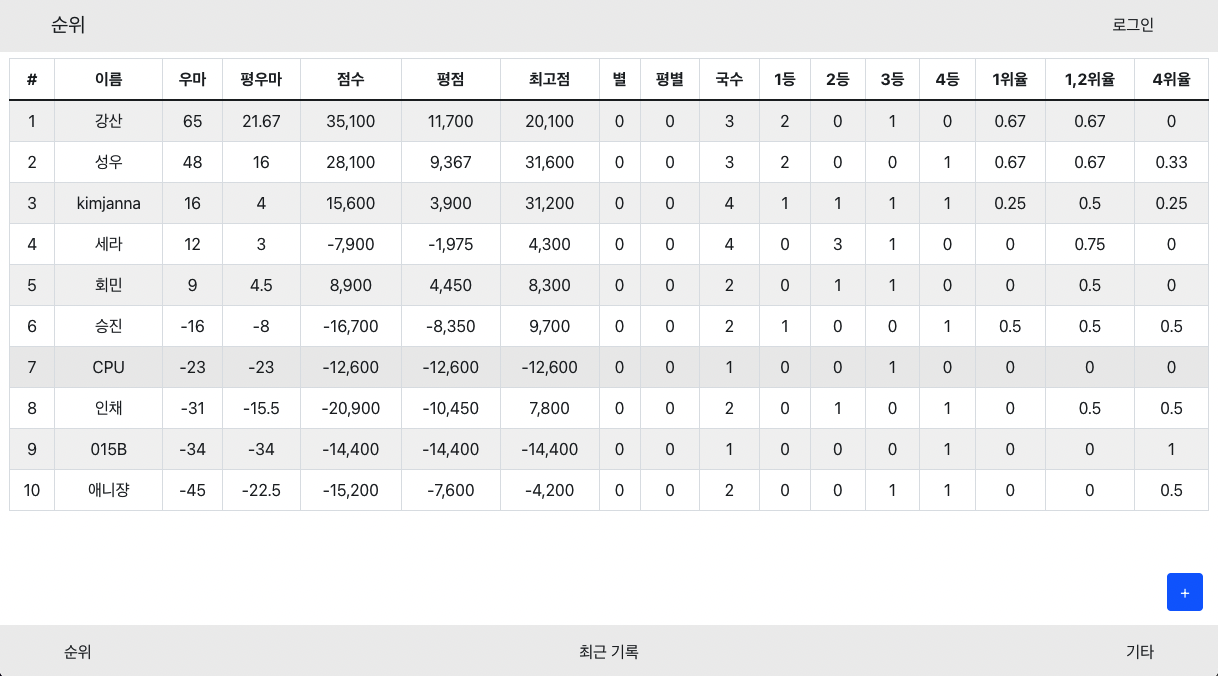 순위 로그인
# 이름 우마 평우마 점수 평점 최고점 별 평별 국수 1등 2등 3등 4등 1위율 1,2위율 4위율
1 강산 65 21.67 35,100 11,700 20,100 0 0 3 2 0 1 0 0.67 0.67 0
2 성우 48 16 28,100 9,367 31,600 0 0 3 2 0 0 1 0.67 0.67 0.33
3 kimjanna 16 4 15,600 3,900 31,200 0 0 4 1 1 1 1 0.25 0.5 0.25
4 세라 12 3 -7,900 -1,975 4,300 0 0 4 0 3 1 0 0 0.75 0
5 회민 9 4.5 8,900 4,450 8,300 0 0 2 0 1 1 0 0 0.5 0
6 승진 -16 -8 -16,700 -8,350 9,700 0 0 2 1 0 0 1 0.5 0.5 0.5
7 CPU -23 -23 -12,600 -12,600 -12,600 0 0 1 0 0 1 0 0 0 0
8 인채 -31 -15.5 -20,900 -10,450 7,800 0 0 2 0 1 0 1 0 0.5 0.5
9 015B -34 -34 -14,400 -14,400 -14,400 0 0 1 0 0 0 1 0 0 1
10 애니쟝 -45 -22.5 -15,200 -7,600 -4,200 0 0 2 0 0 1 1 0 0 0.5
+
순위 최근 기록 기타